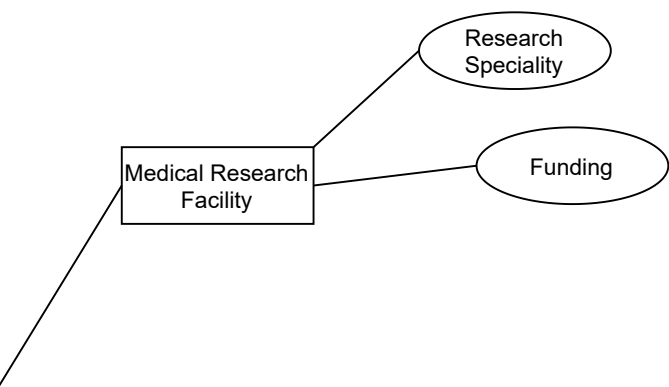 Research
Speciality
Medical Research
Facility
Funding